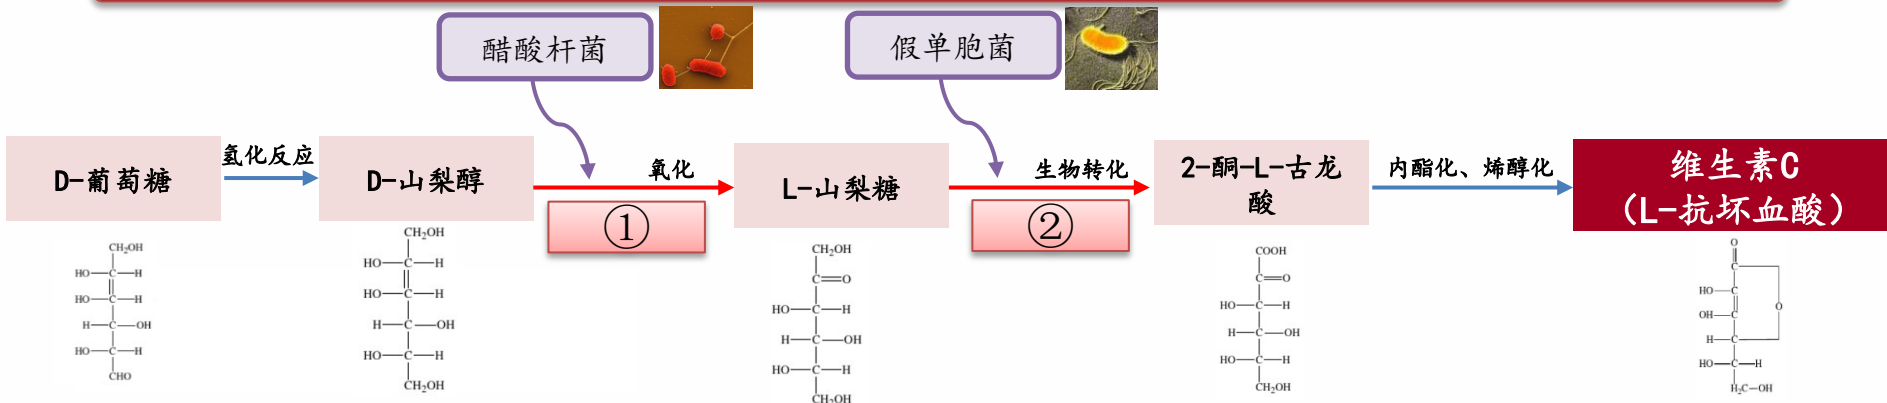 醋酸杆菌
假单胞菌
D-葡萄糖
氢化反应
D-山梨醇
氧化
①
L-山梨糖
生物转化
②
2-酮-L-古龙
酸
内酯化、烯醇化
维生素C
(L-抗坏血酸)
CH₂OH
HO—C—H
HO—C—H
H—C—OH
HO—C—H
CHO
CH₂OH
HO—C—H
HO—C—H
H—C—OH
HO—C—H
CH₂OH
CH₂OH
C=O
HO—C—H
H—C—OH
HO—C—H
CH₂OH
COOH
C=O
HO—C—H
H—C—OH
HO—C—H
CH₂OH
O
C
HO—C
OH—C
O
H—C
HO—C—H
H₂C—OH